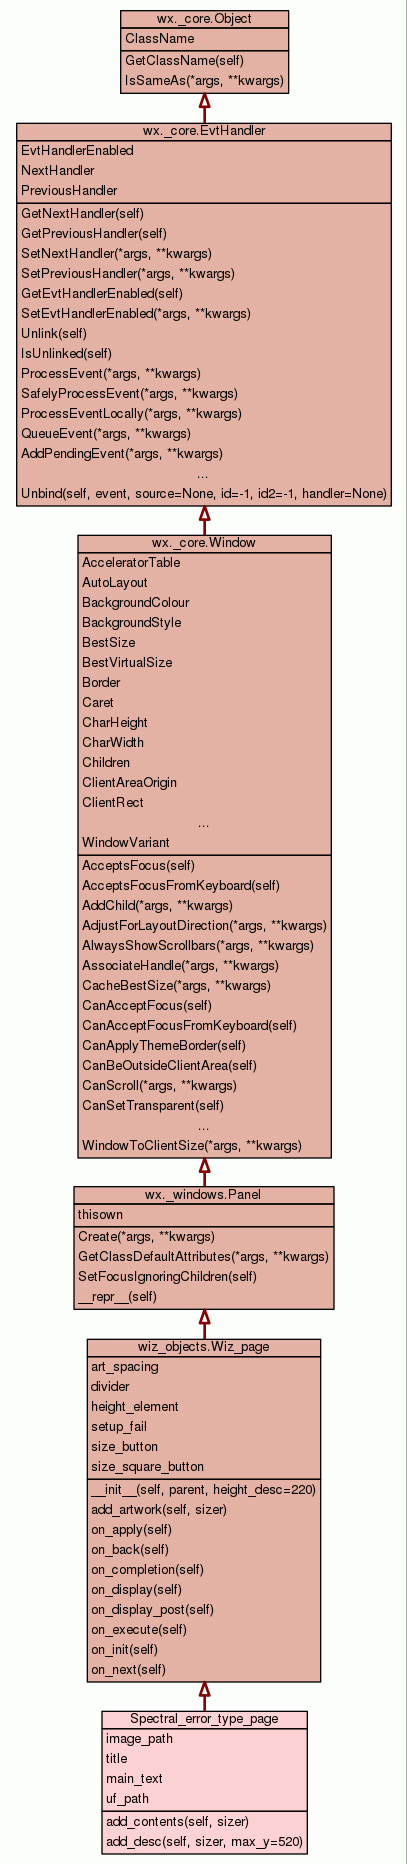 wx._core.Object
ClassName
GetClassName(self)
IsSameAs(*args, **kwargs)
wx._core.EvtHandler
EvtHandlerEnabled
NextHandler
PreviousHandler
GetNextHandler(self)
GetPreviousHandler(self)
SetNextHandler(*args, **kwargs)
SetPreviousHandler(*args, **kwargs)
GetEvtHandlerEnabled(self)
SetEvtHandlerEnabled(*args, **kwargs)
Unlink(self)
IsUnlinked(self)
ProcessEvent(*args, **kwargs)
SafelyProcessEvent(*args, **kwargs)
ProcessEventLocally(*args, **kwargs)
QueueEvent(*args, **kwargs)
AddPendingEvent(*args, **kwargs)
...
Unbind(self, event, source=None, id=-1, id2=-1, handler=None)
wx._core.Window
AcceleratorTable
AutoLayout
BackgroundColour
BackgroundStyle
BestSize
BestVirtualSize
Border
Caret
CharHeight
CharWidth
Children
ClientAreaOrigin
ClientRect
...
WindowVariant
AcceptsFocus(self)
AcceptsFocusFromKeyboard(self)
AddChild(*args, **kwargs)
AdjustForLayoutDirection(*args, **kwargs)
AlwaysShowScrollbars(*args, **kwargs)
AssociateHandle(*args, **kwargs)
CacheBestSize(*args, **kwargs)
CanAcceptFocus(self)
CanAcceptFocusFromKeyboard(self)
CanApplyThemeBorder(self)
CanBeOutsideClientArea(self)
CanScroll(*args, **kwargs)
CanSetTransparent(self)
...
WindowToClientSize(*args, **kwargs)
wx._windows.Panel
thisown
Create(*args, **kwargs)
GetClassDefaultAttributes(*args, **kwargs)
SetFocusIgnoringChildren(self)
__repr__(self)
wiz_objects.Wiz_page
art_spacing
divider
height_element
setup_fail
size_button
size_square_button
__init__(self, parent, height_desc=220)
add_artwork(self, sizer)
on_apply(self)
on_back(self)
on_completion(self)
on_display(self)
on_display_post(self)
on_execute(self)
on_init(self)
on_next(self)
Spectral_error_type_page
image_path
title
main_text
uf_path
add_contents(self, sizer)
add_desc(self, sizer, max_y=520)